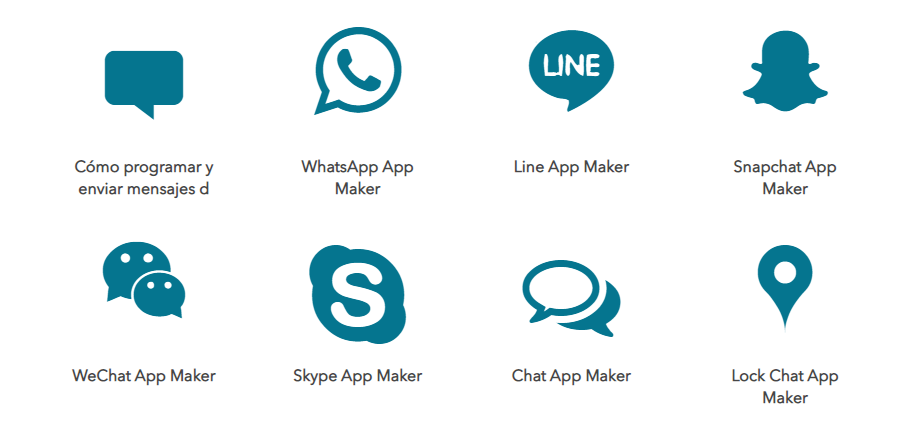 LINE
Cómo programar y
enviar mensajes d
WhatsApp App
Maker
Line App Maker
Snapchat App
Maker
S
WeChat App Maker
Skype App Maker
Chat App Maker
Lock Chat App
Maker